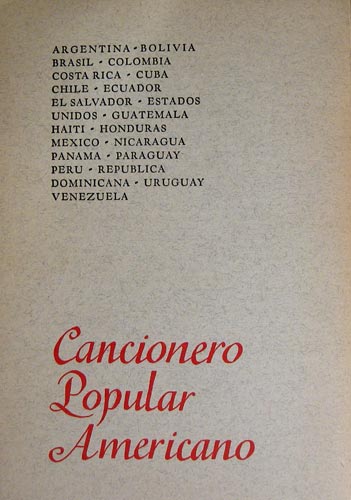 ARGENTINA - BOLIVIA
BRASIL - COLOMBIA
COSTA RICA - CUBA
CHILE - ECUADOR
EL SALVADOR - ESTADOS
UNIDOS - GUATEMALA
HAITI - HONDURAS
MEXICO - NICARAGUA
PANAMA - PARAGUAY
PERU - REPUBLICA
DOMINICANA - URUGUAY
VENEZUELA
Cancionero
Popular
Americano